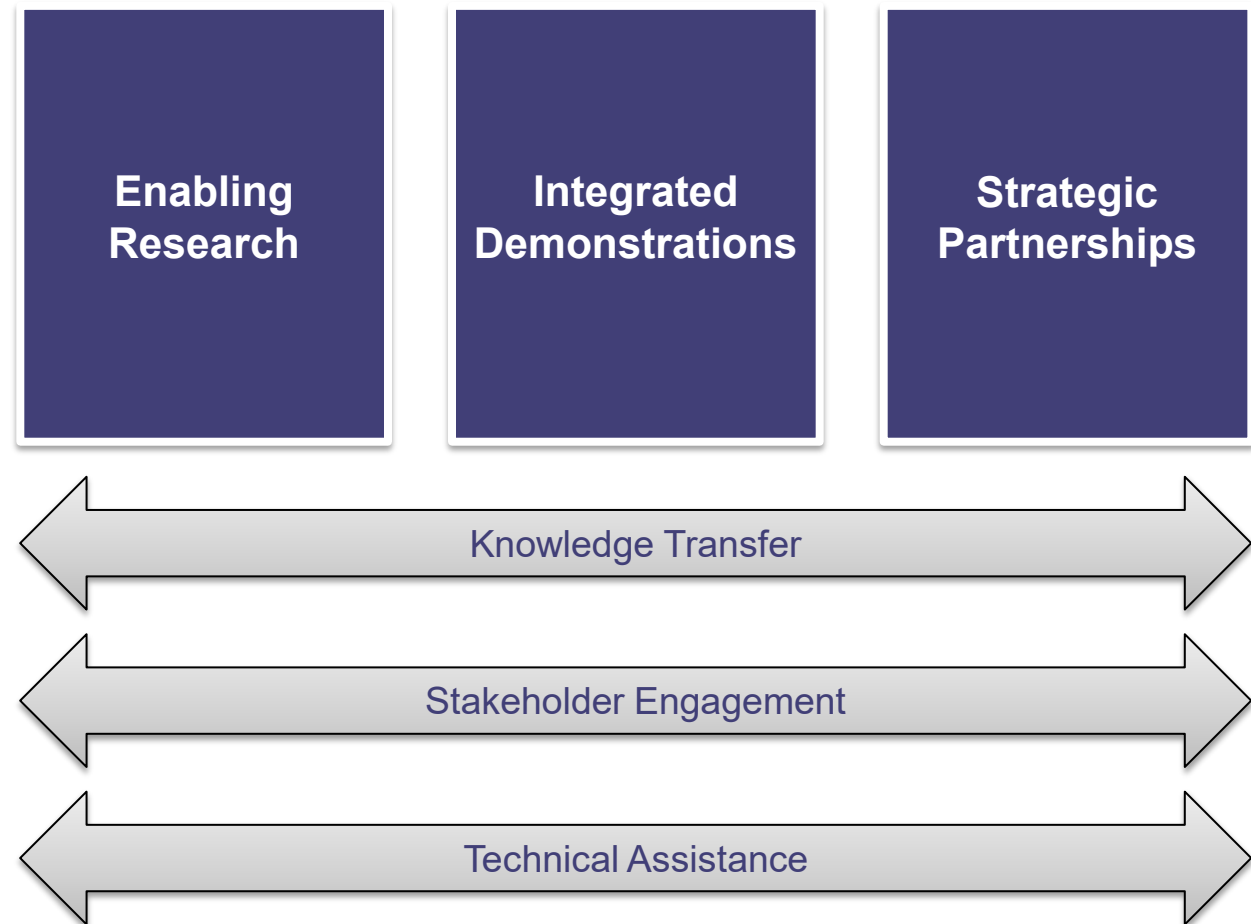 Enabling
Research
Integrated
Demonstrations
Strategic
Partnerships
Knowledge Transfer
Stakeholder Engagement
Technical Assistance